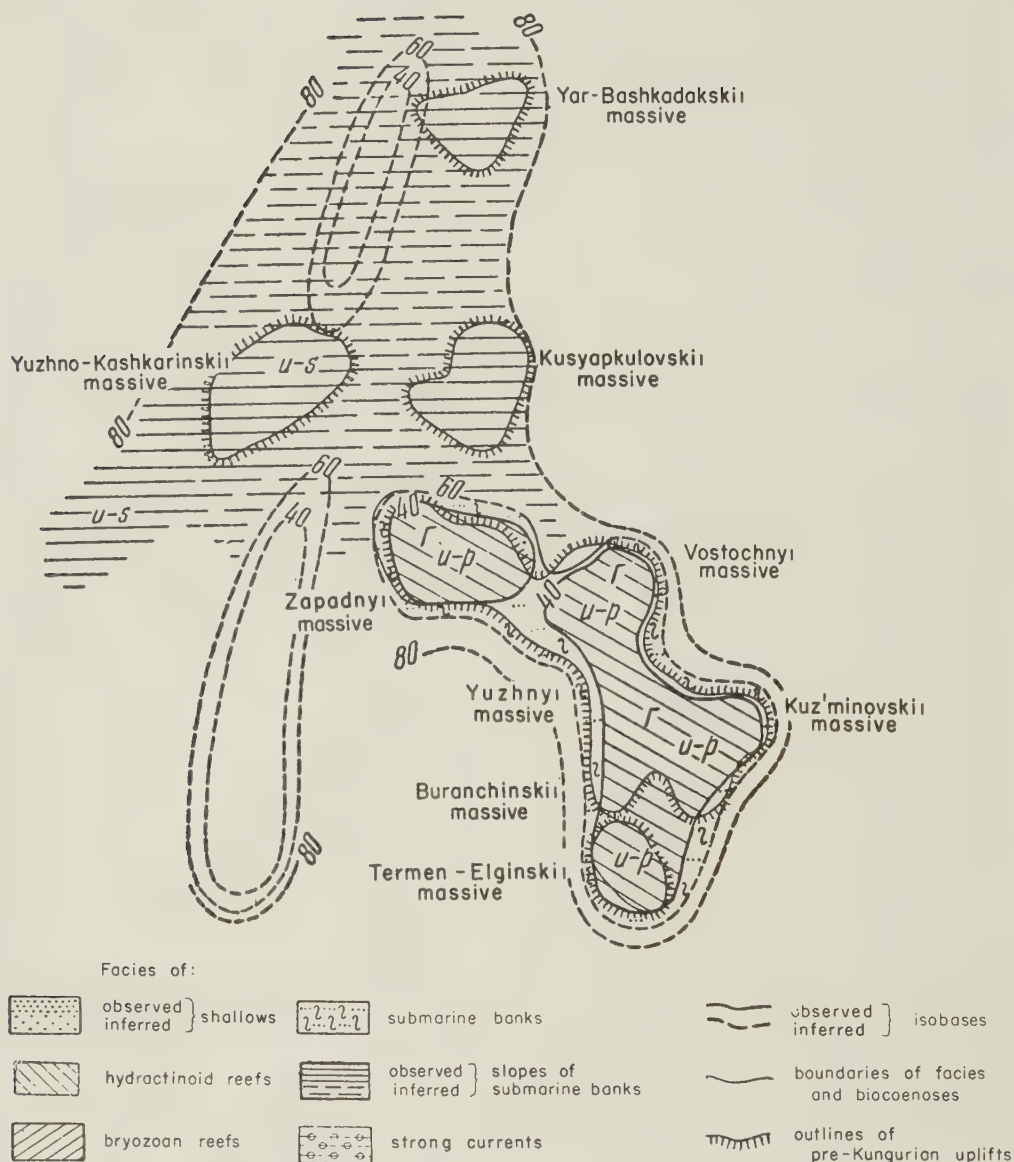 80
60
80
40
Yar-Bashkadakskii
massive
Yuzhno-Kashkarinskii
massive
u-s
Kusyapkulovskii
massive
80
60
40
u-s
60
40
Г
u-p
Vostochnyi
massive
Г
u-p
40
Zapadnyi
massive
80
Yuzhnyi
massive
Г
u-p
Kuz'minovskii
massive
Buranchinskii
massive
u-p
Termen-Elginskii
massive
80
Facies of:
observed
inferred } shallows
submarine banks
observed
inferred } isobases
hydractinoid reefs
observed
inferred } slopes of
submarine banks
boundaries of facies
and biocoenoses
bryozoan reefs
strong currents
outlines of
pre-Kungurian uplifts